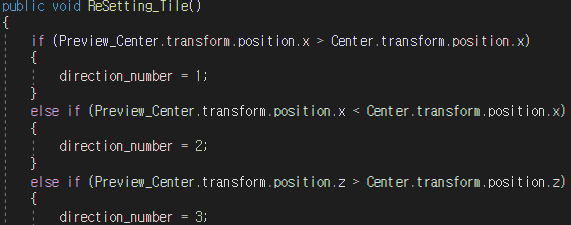 public void ReSetting_Tile()
{
if (Preview_Center.transform.position.x > Center.transform.position.x)
{
direction_number = 1;
}
else if (Preview_Center.transform.position.x < Center.transform.position.x)
{
direction_number = 2;
}
else if (Preview_Center.transform.position.z > Center.transform.position.z)
{
direction_number = 3;